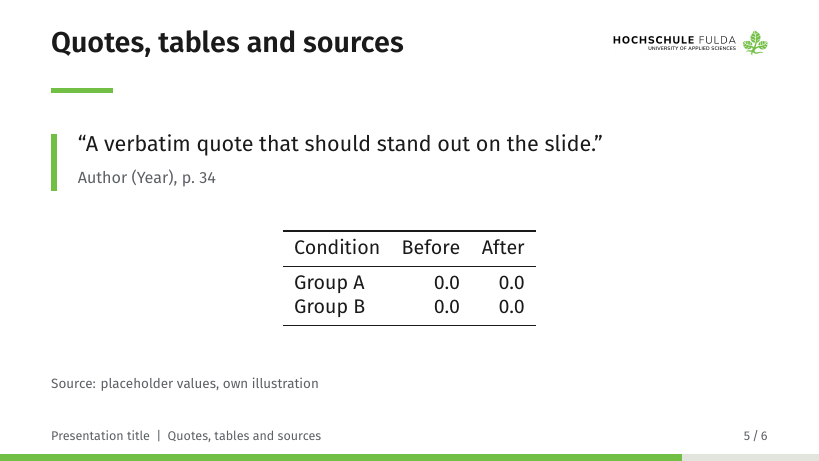 Quotes, tables and sources
HOCHSCHULE FULDA
UNIVERSITY OF APPLIED SCIENCES
“A verbatim quote that should stand out on the slide.”
Author (Year), p. 34
Condition Before After
Group A 0.0 0.0
Group B 0.0 0.0
Source: placeholder values, own illustration
Presentation title | Quotes, tables and sources 5 / 6